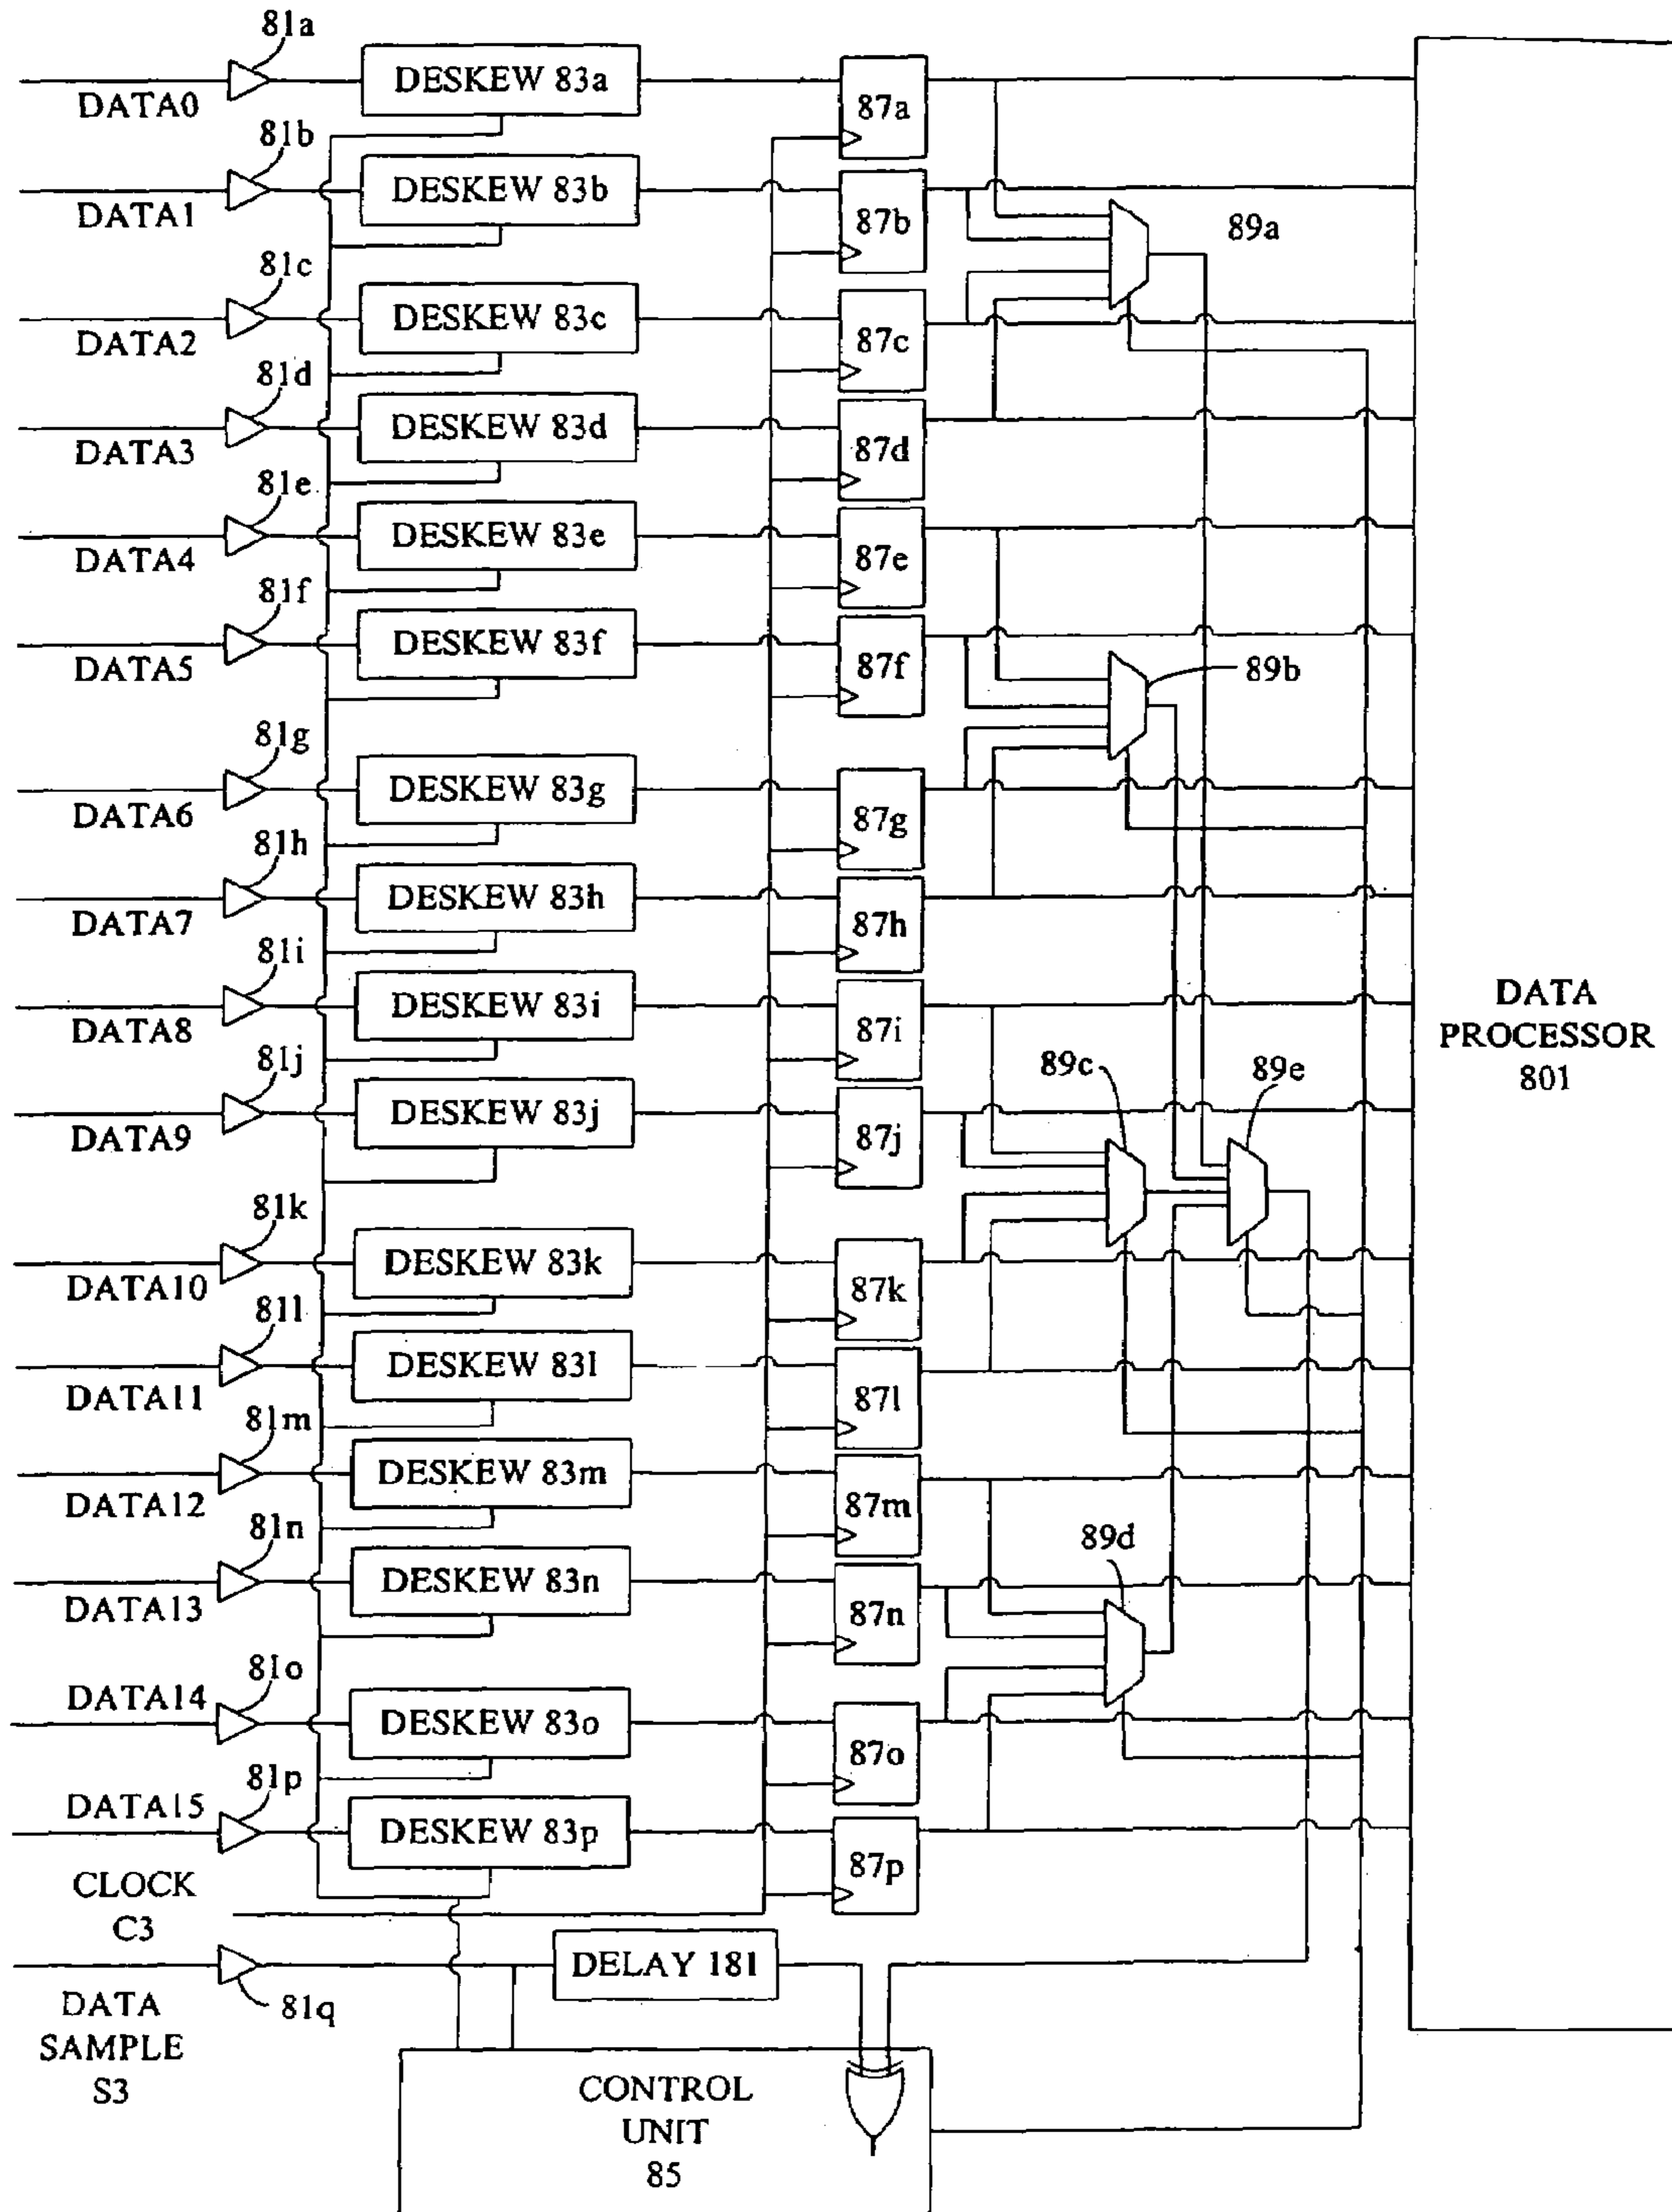 81a
DESKEW 83a
87a
DATA0
81b
DESKEW 83b
87b
DATA1
89a
81c
DESKEW 83c
87c
DATA2
81d
DESKEW 83d
87d
DATA3
81e
DESKEW 83e
87e
DATA4
81f
DESKEW 83f
87f
DATA5
89b
81g
DESKEW 83g
87g
DATA6
81h
DESKEW 83h
87h
DATA7
81i
DESKEW 83i
87i
DATA8
DATA
PROCESSOR
801
81j
DESKEW 83j
87j
DATA9
89c
89e
81k
DESKEW 83k
87k
DATA10
81l
DESKEW 83l
87l
DATA11
81m
DESKEW 83m
87m
DATA12
81n
DESKEW 83n
87n
DATA13
89d
81o
DATA14
DESKEW 83o
87o
81p
DATA15
DESKEW 83p
87p
CLOCK
C3
DELAY 181
81q
DATA
SAMPLE
S3
CONTROL
UNIT
85